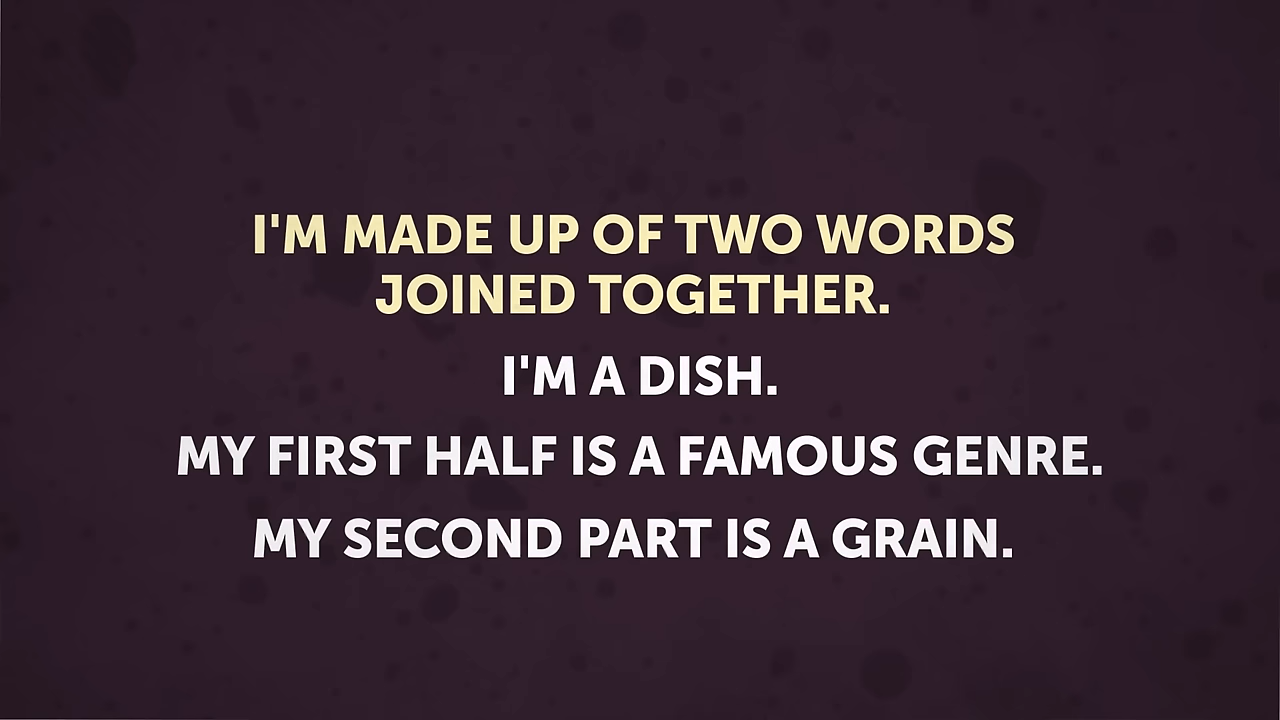 I'M MADE UP OF TWO WORDS
JOINED TOGETHER.
I'M A DISH.
MY FIRST HALF IS A FAMOUS GENRE.
MY SECOND PART IS A GRAIN.